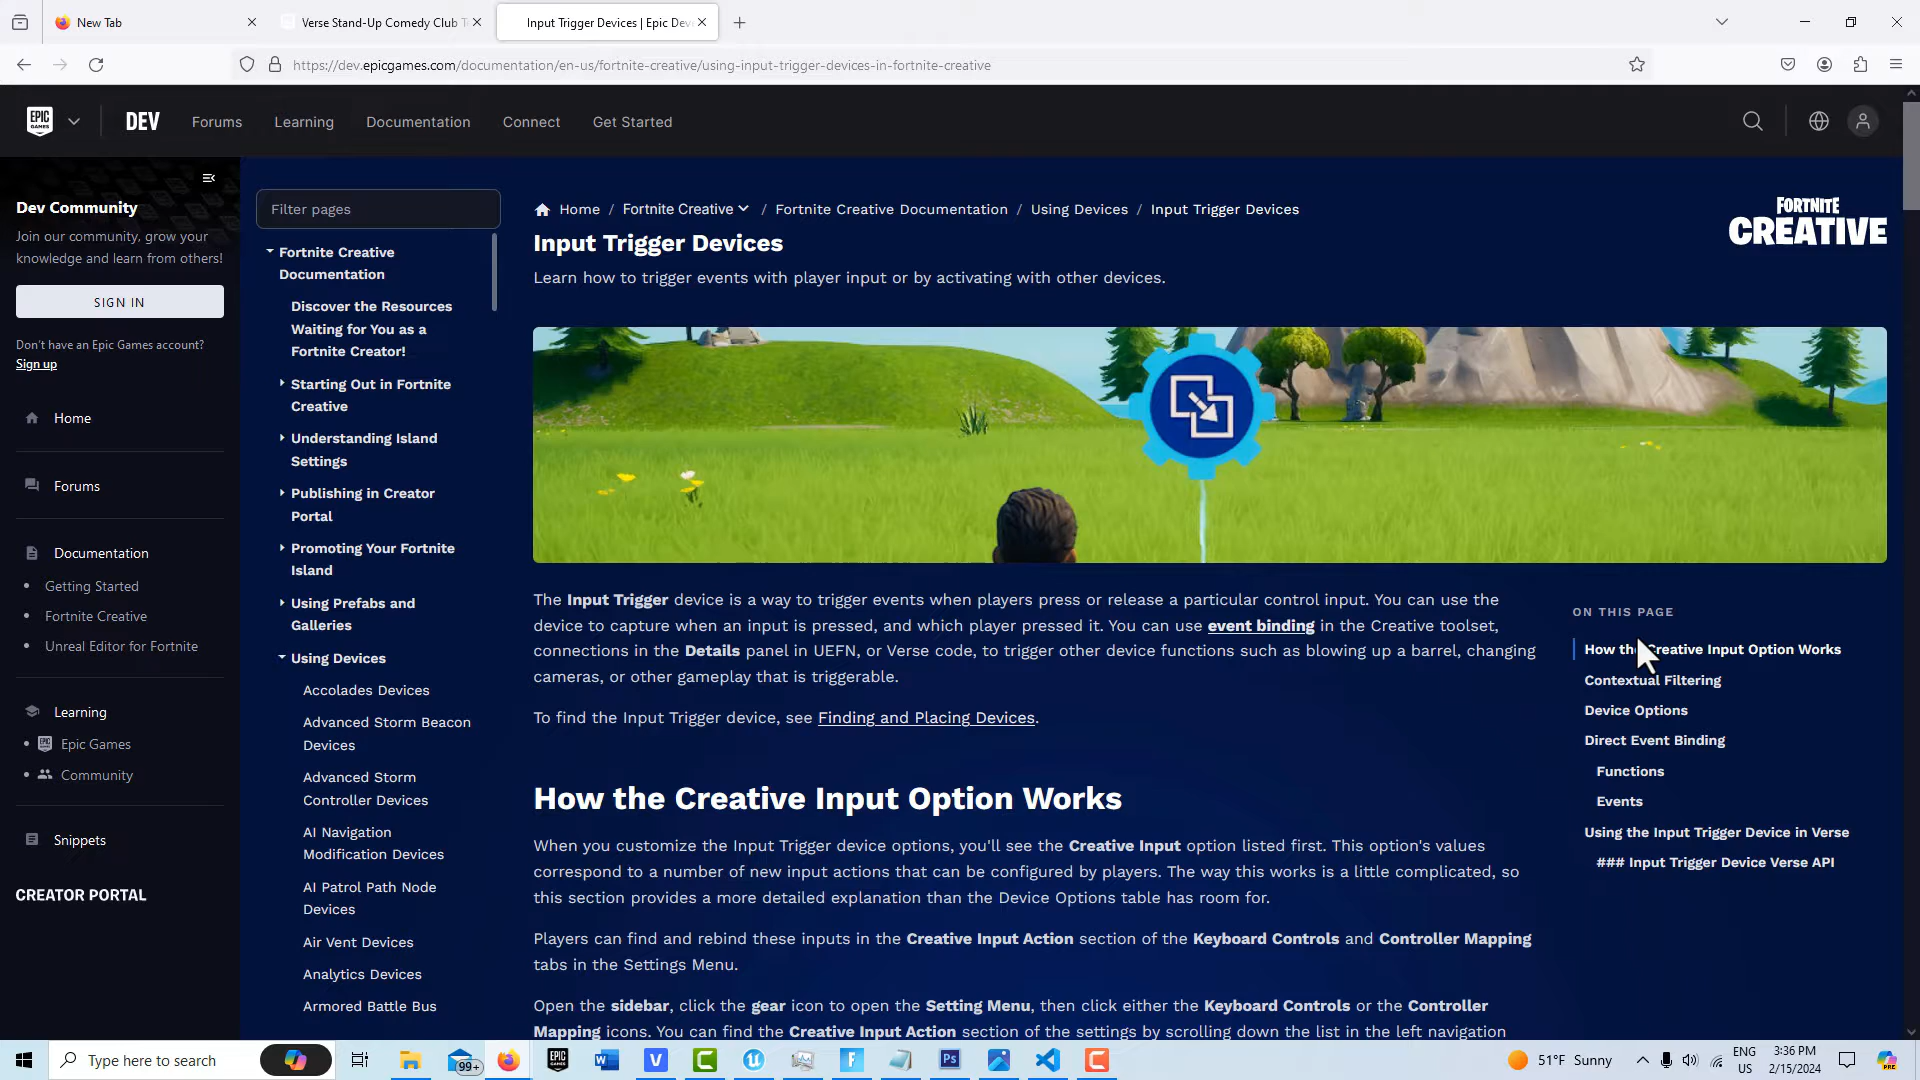 New Tab
Verse Stand-Up Comedy Club T
Input Trigger Devices | Epic Dev
https://dev.epicgames.com/documentation/en-us/fortnite-creative/using-input-trigger-devices-in-fortnite-creative
EPIC GAMES
DEV
Forums
Learning
Documentation
Connect
Get Started
Dev Community
Join our community, grow your
knowledge and learn from others!
SIGN IN
Don't have an Epic Games account?
Sign up
Home
Forums
Documentation
Getting Started
Fortnite Creative
Unreal Editor for Fortnite
Learning
Epic Games
Community
Snippets
CREATOR PORTAL
Filter pages
Fortnite Creative
Documentation
Discover the Resources
Waiting for You as a
Fortnite Creator!
Starting Out in Fortnite
Creative
Understanding Island
Settings
Publishing in Creator
Portal
Promoting Your Fortnite
Island
Using Prefabs and
Galleries
Using Devices
Accolades Devices
Advanced Storm Beacon
Devices
Advanced Storm
Controller Devices
AI Navigation
Modification Devices
AI Patrol Path Node
Devices
Air Vent Devices
Analytics Devices
Armored Battle Bus
Home / Fortnite Creative / Fortnite Creative Documentation / Using Devices / Input Trigger Devices
FORTNITE
CREATIVE
Input Trigger Devices
Learn how to trigger events with player input or by activating with other devices.
The Input Trigger device is a way to trigger events when players press or release a particular control input. You can use the
device to capture when an input is pressed, and which player pressed it. You can use event binding in the Creative toolset,
connections in the Details panel in UEFN, or Verse code, to trigger other device functions such as blowing up a barrel, changing
cameras, or other gameplay that is triggerable.
To find the Input Trigger device, see Finding and Placing Devices.
How the Creative Input Option Works
When you customize the Input Trigger device options, you'll see the Creative Input option listed first. This option's values
correspond to a number of new input actions that can be configured by players. The way this works is a little complicated, so
this section provides a more detailed explanation than the Device Options table has room for.
Players can find and rebind these inputs in the Creative Input Action section of the Keyboard Controls and Controller Mapping
tabs in the Settings Menu.
Open the sidebar, click the gear icon to open the Setting Menu, then click either the Keyboard Controls or the Controller
Mapping icons. You can find the Creative Input Action section of the settings by scrolling down the list in the left navigation
ON THIS PAGE
How the Creative Input Option Works
Contextual Filtering
Device Options
Direct Event Binding
Functions
Events
Using the Input Trigger Device in Verse
### Input Trigger Device Verse API
Type here to search
99+
51°F Sunny
ENG
US
3:36 PM
2/15/2024